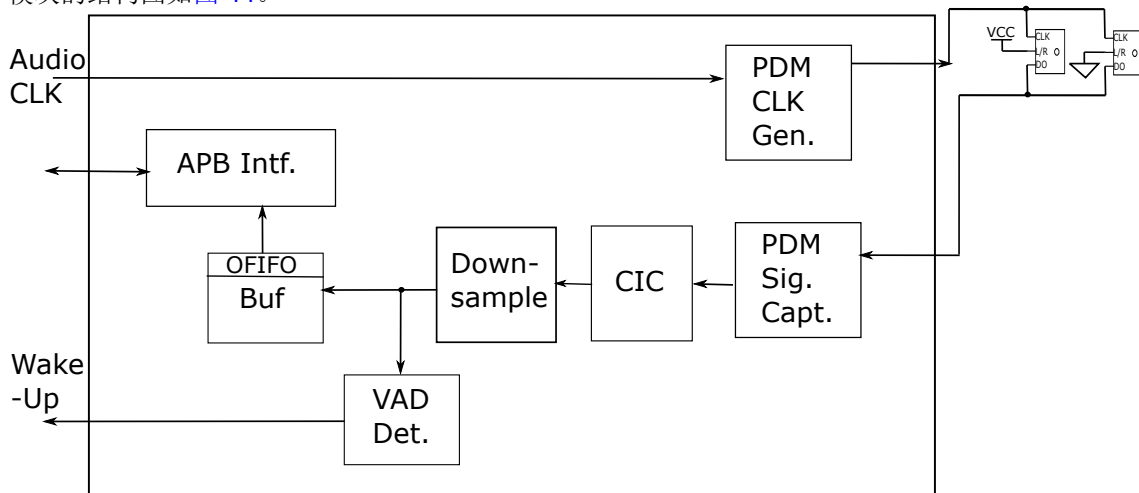 模块的结构图如图 44。
Audio
CLK
PDM
CLK
Gen.
VCC
CLK
L/R
DO
CLK
L/R
DO
APB Intf.
OFIFO
Buf
Down-
sample
CIC
PDM
Sig.
Capt.
Wake
-Up
VAD
Det.